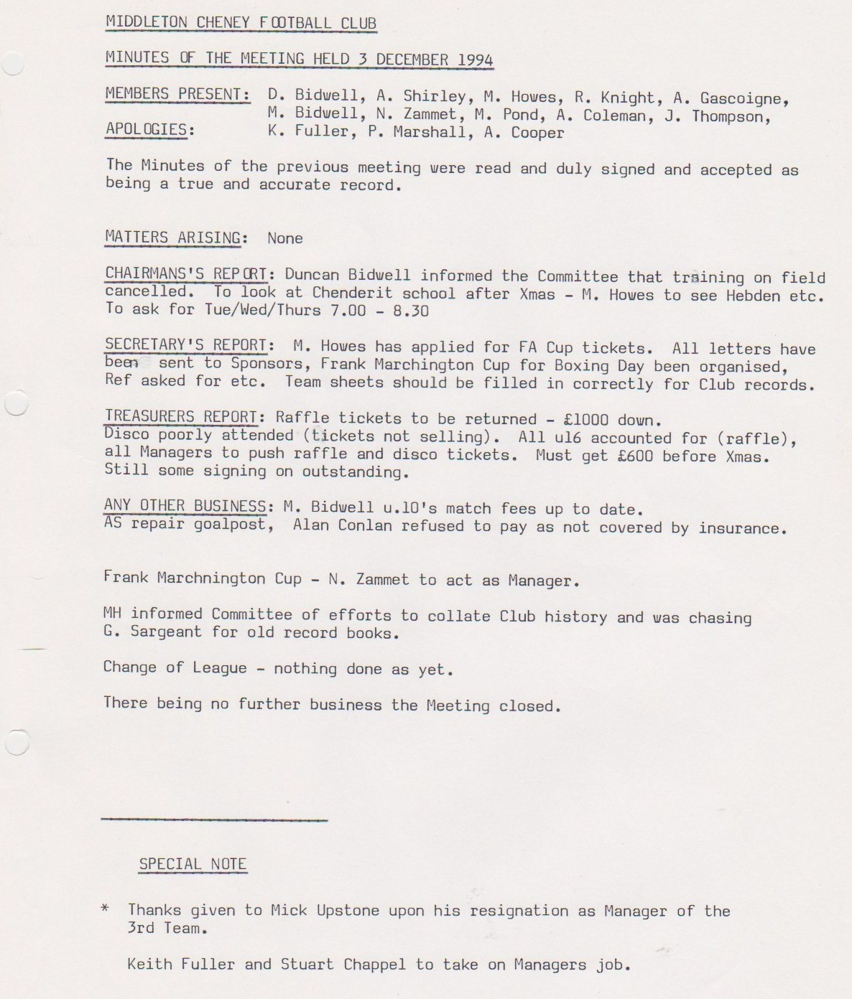 MIDDLETON CHENEY FOOTBALL CLUB
MINUTES OF THE MEETING HELD 3 DECEMBER 1994
MEMBERS PRESENT: D. Bidwell, A. Shirley, M. Howes, R. Knight, A. Gascoigne,
M. Bidwell, N. Zammet, M. Pond, A. Coleman, J. Thompson,
APOLOGIES: K. Fuller, P. Marshall, A. Cooper
The Minutes of the previous meeting were read and duly signed and accepted as
being a true and accurate record.
MATTERS ARISING: None
CHAIRMANS'S REPORT: Duncan Bidwell informed the Committee that training on field
cancelled. To look at Chenderit school after Xmas - M. Howes to see Hebden etc.
To ask for Tue/Wed/Thurs 7.00 - 8.30
SECRETARY'S REPORT: M. Howes has applied for FA Cup tickets. All letters have
been sent to Sponsors, Frank Marchington Cup for Boxing Day been organised,
Ref asked for etc. Team sheets should be filled in correctly for Club records.
TREASURERS REPORT: Raffle tickets to be returned - £1000 down.
Disco poorly attended (tickets not selling). All u16 accounted for (raffle),
all Managers to push raffle and disco tickets. Must get £600 before Xmas.
Still some signing on outstanding.
ANY OTHER BUSINESS: M. Bidwell u.10's match fees up to date.
AS repair goalpost, Alan Conlan refused to pay as not covered by insurance.
Frank Marchnington Cup - N. Zammet to act as Manager.
MH informed Committee of efforts to collate Club history and was chasing
G. Sargeant for old record books.
Change of League - nothing done as yet.
There being no further business the Meeting closed.
SPECIAL NOTE
* Thanks given to Mick Upstone upon his resignation as Manager of the
3rd Team.
Keith Fuller and Stuart Chappel to take on Managers job.